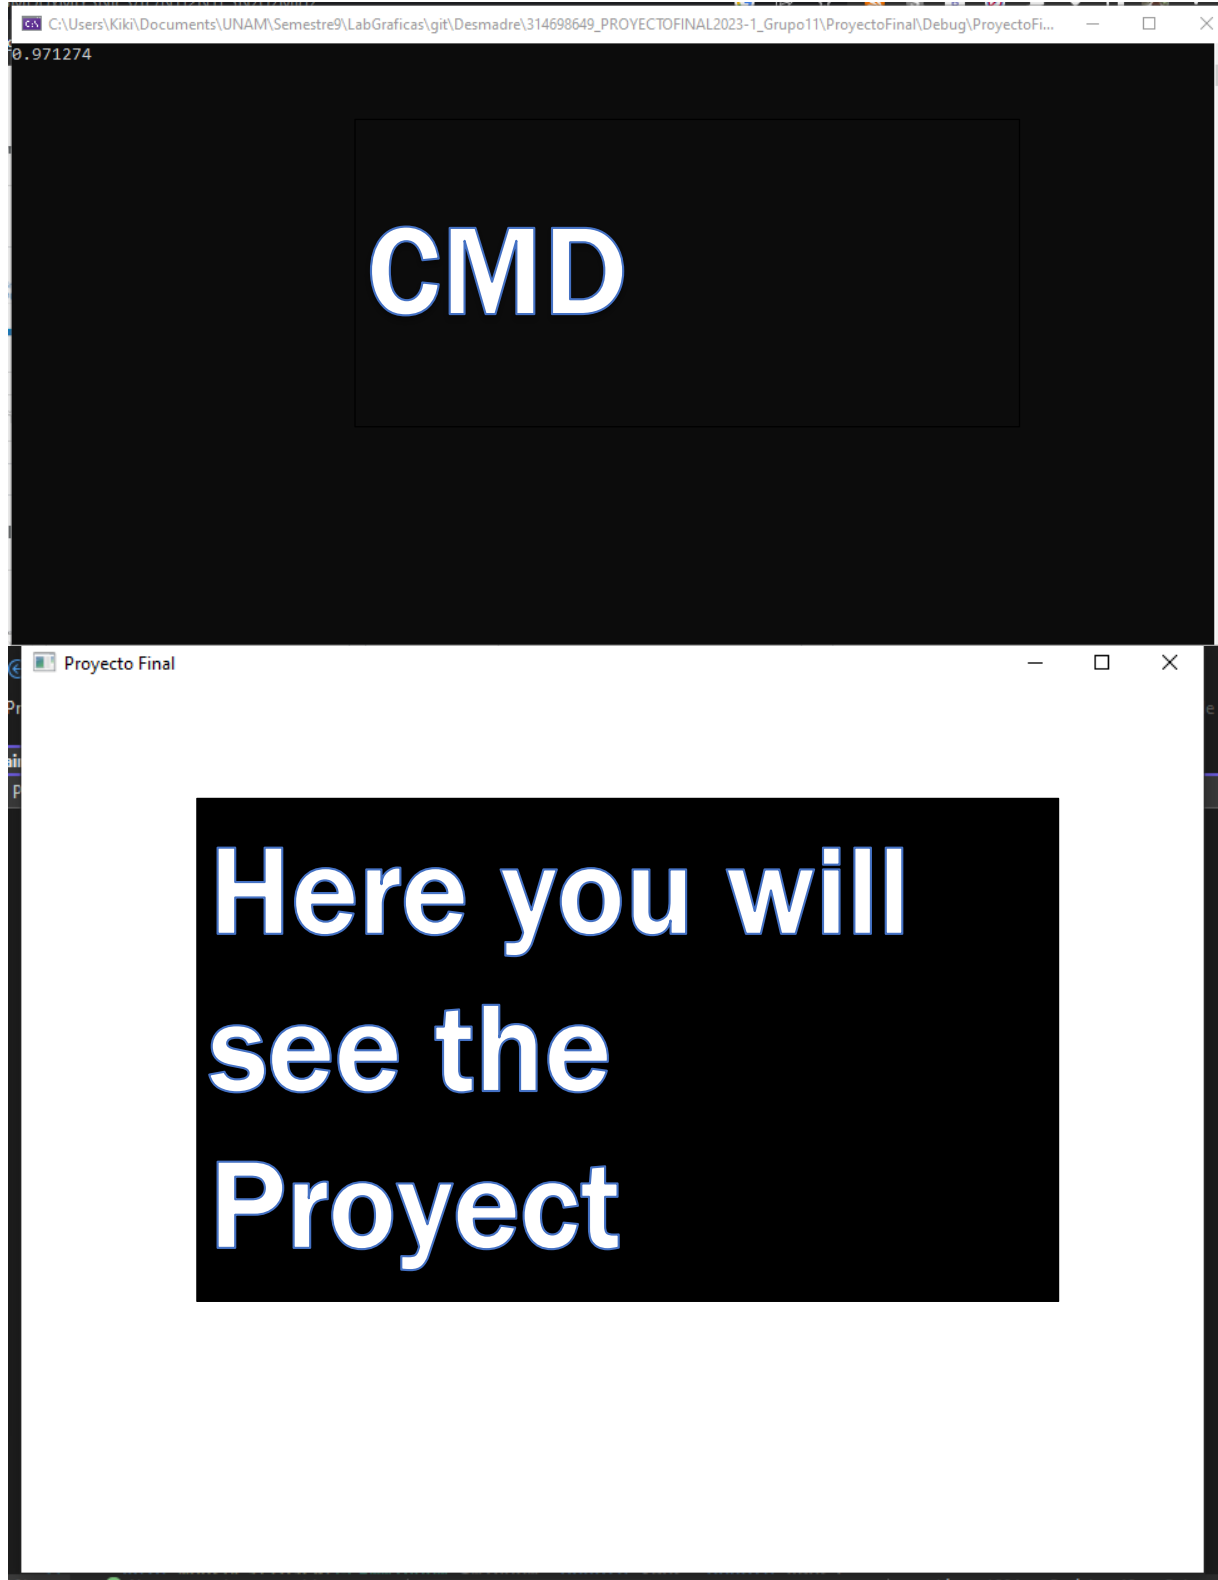 C:\Users\Kiki\Documents\UNAM\Semestre9\LabGraficas\git\Desmadre\314698649_PROYECTOFINAL2023-1_Grupo11\ProyectoFinal\Debug\ProyectoFi...
0.971274
CMD
Proyecto Final
Here you will
see the
Proyect